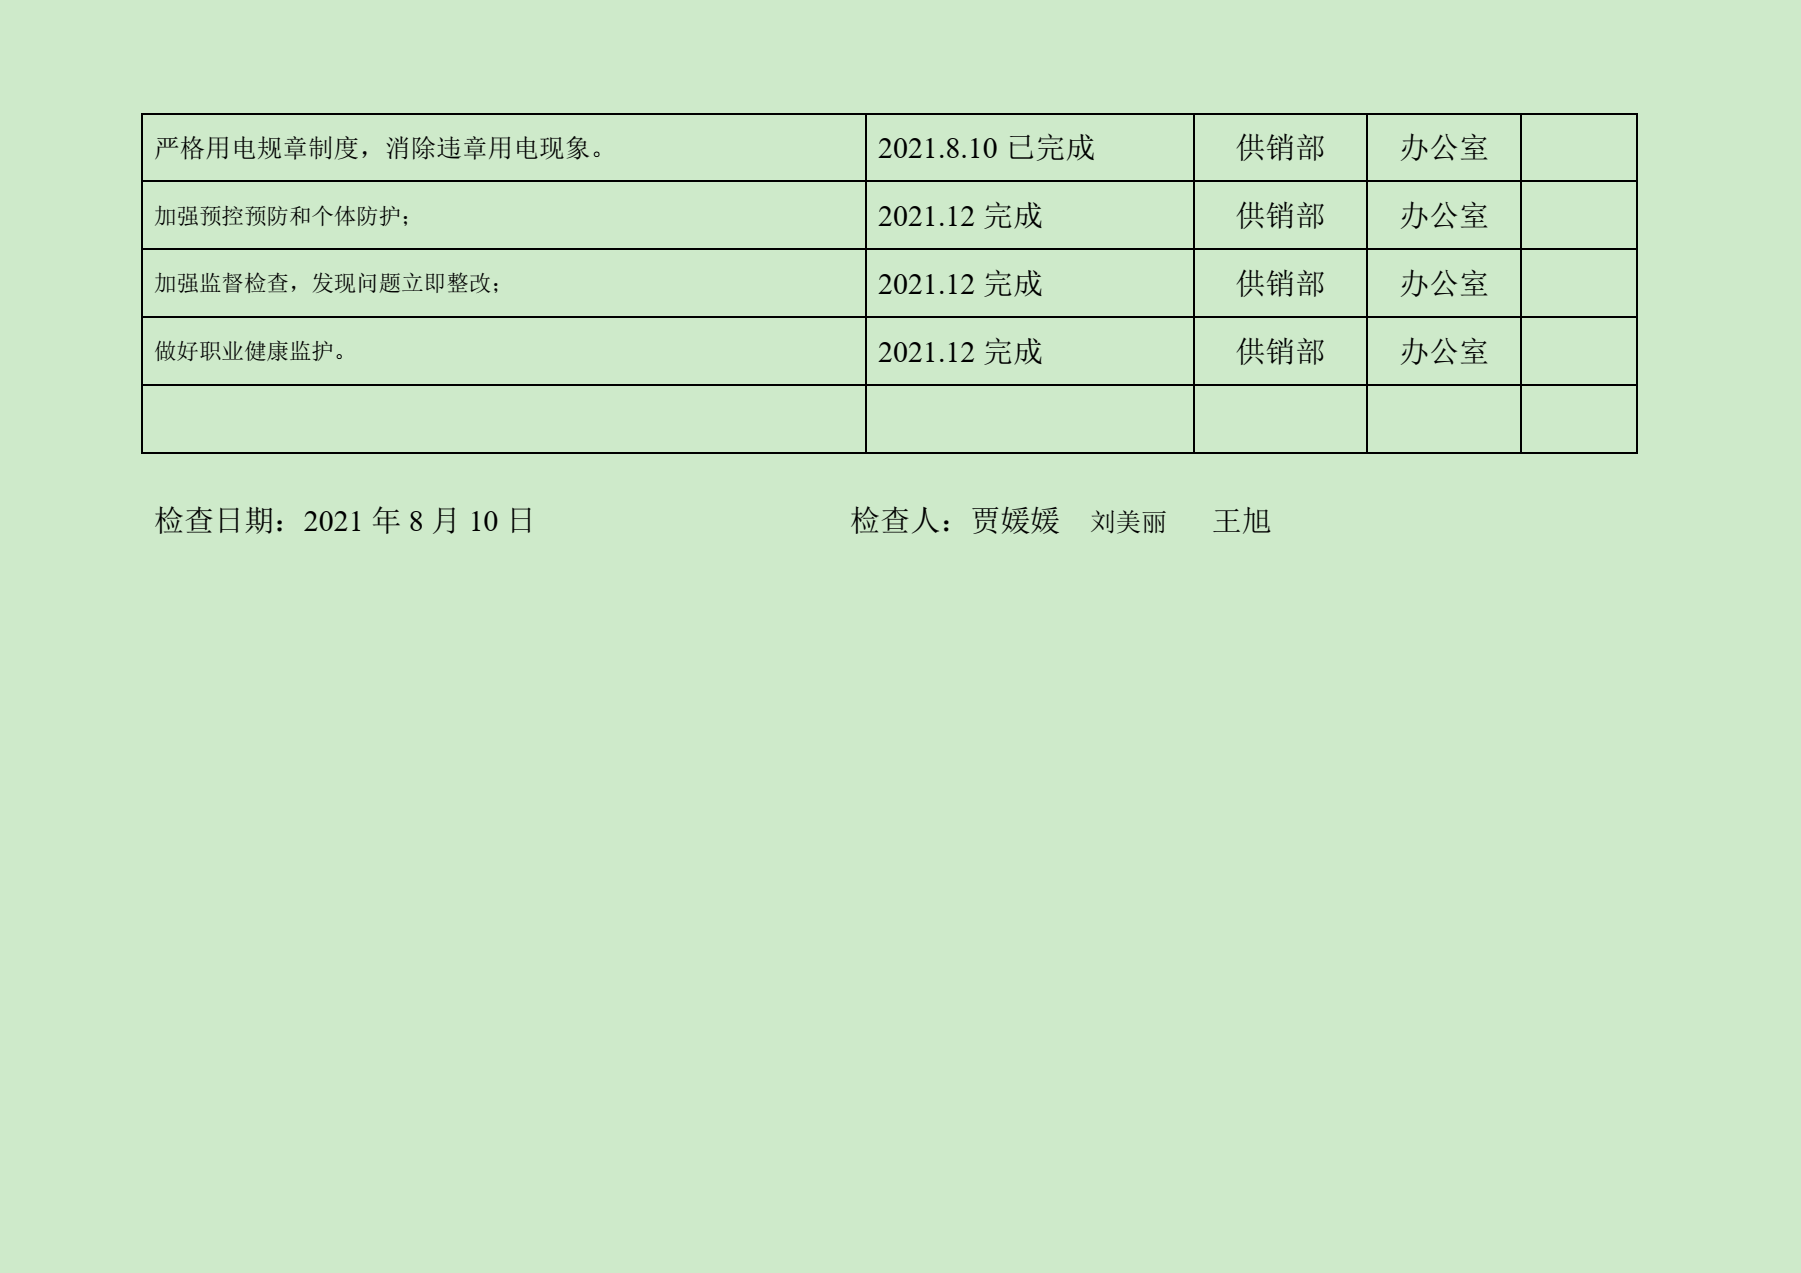 严格用电规章制度，消除违章用电现象。 2021.8.10 已完成 供销部 办公室
加强预控预防和个体防护； 2021.12 完成 供销部 办公室
加强监督检查，发现问题立即整改； 2021.12 完成 供销部 办公室
做好职业健康监护。 2021.12 完成 供销部 办公室
检查日期：2021 年 8 月 10 日 检查人：贾媛媛 刘美丽 王旭